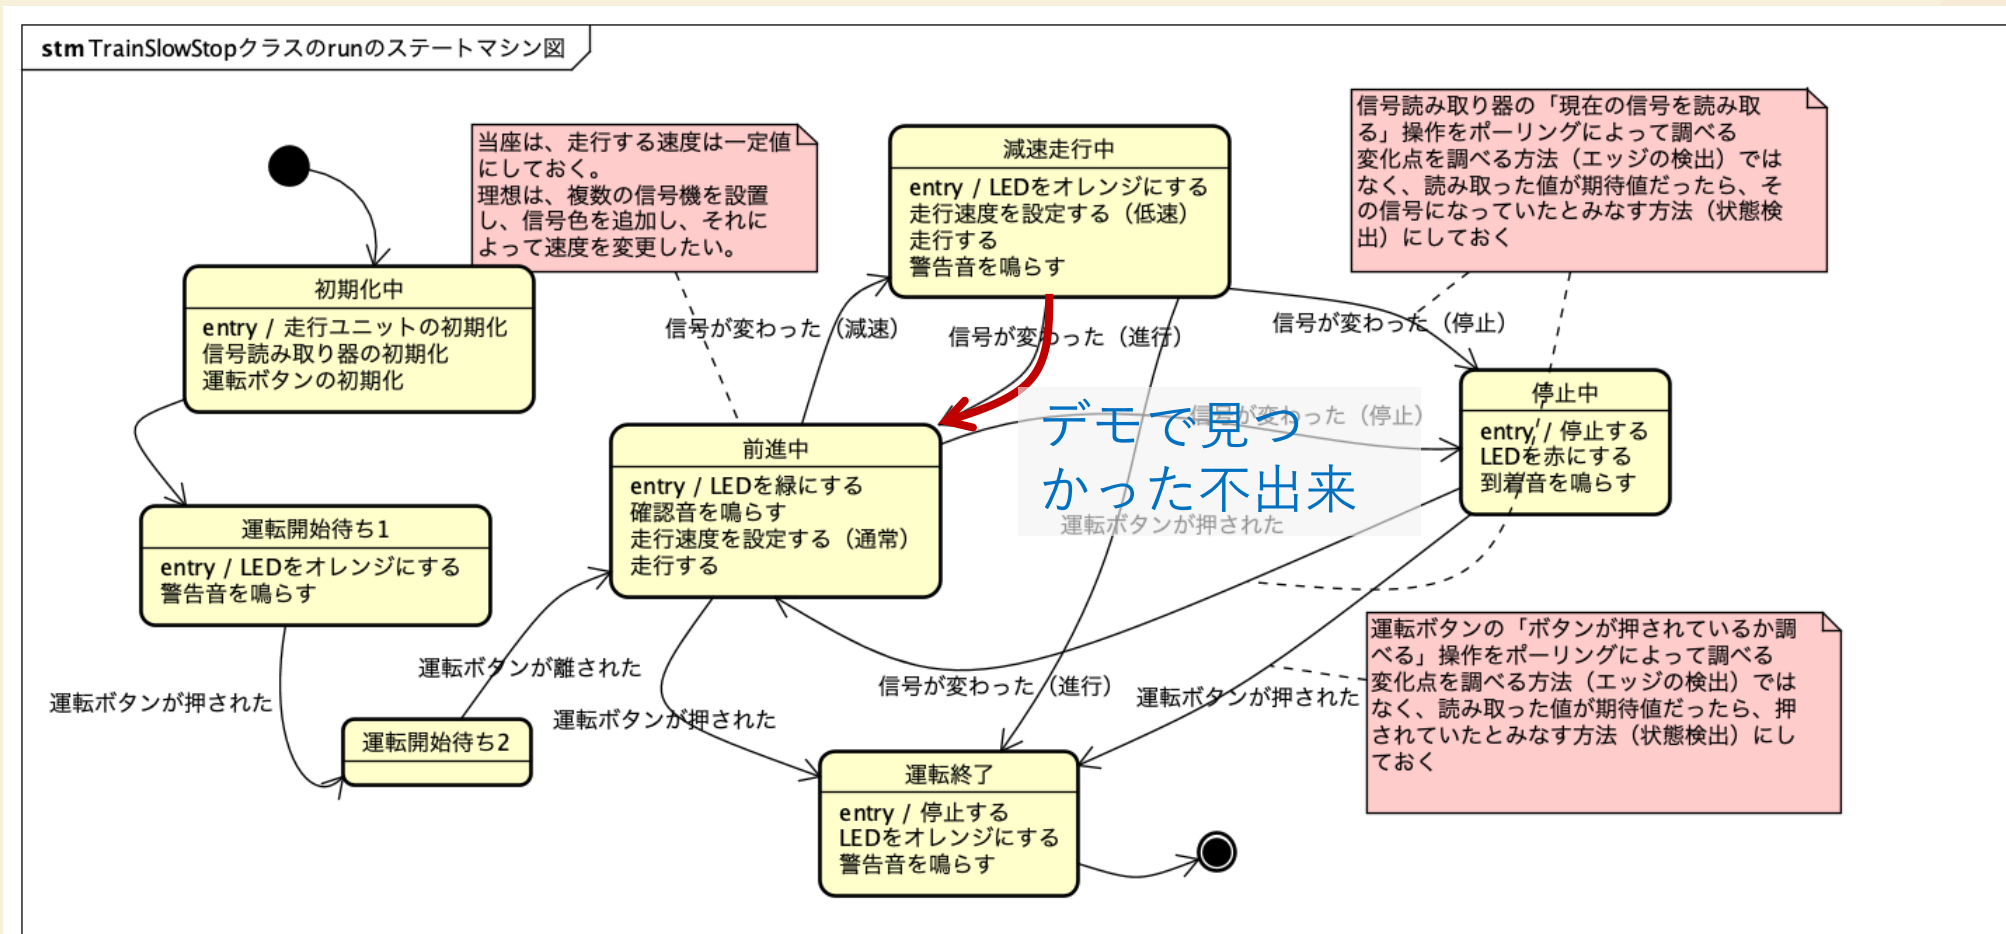 stm TrainSlowStopクラスのrunのステートマシン図
当座は、走行する速度は一定値
にしておく。
理想は、複数の信号機を設置
し、信号色を追加し、それに
よって速度を変更したい。
減速走行中
entry / LEDをオレンジにする
走行速度を設定する（低速）
走行する
警告音を鳴らす
信号読み取り器の「現在の信号を読み取
る」操作をポーリングによって調べる
変化点を調べる方法（エッジの検出）では
なく、読み取った値が期待値だったら、そ
の信号になっていたとみなす方法（状態検
出）にしておく
初期化中
entry / 走行ユニットの初期化
信号読み取り器の初期化
運転ボタンの初期化
信号が変わった（減速）
信号が変わった（進行）
信号が変わった（停止）
停止中
entry / 停止する
LEDを赤にする
到着音を鳴らす
信号が変わった（停止）
デモで見つ
かった不出来
前進中
entry / LEDを緑にする
確認音を鳴らす
走行速度を設定する（通常）
走行する
運転ボタンが押された
運転開始待ち1
entry / LEDをオレンジにする
警告音を鳴らす
運転ボタンが離された
運転ボタンが押された
信号が変わった（進行）
運転ボタンが押された
運転ボタンが押された
運転開始待ち2
運転ボタンの「ボタンが押されているか調
べる」操作をポーリングによって調べる
変化点を調べる方法（エッジの検出）では
なく、読み取った値が期待値だったら、押
されていたとみなす方法（状態検出）にし
ておく
運転終了
entry / 停止する
LEDをオレンジにする
警告音を鳴らす